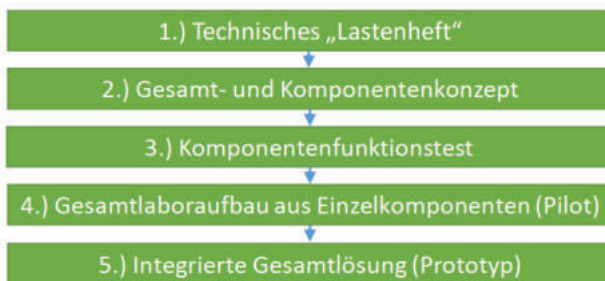 1.) Technisches „Lastenheft“
2.) Gesamt- und Komponentenkonzept
3.) Komponentenfunktionstest
4.) Gesamtlaboraufbau aus Einzelkomponenten (Pilot)
5.) Integrierte Gesamtlösung (Prototyp)